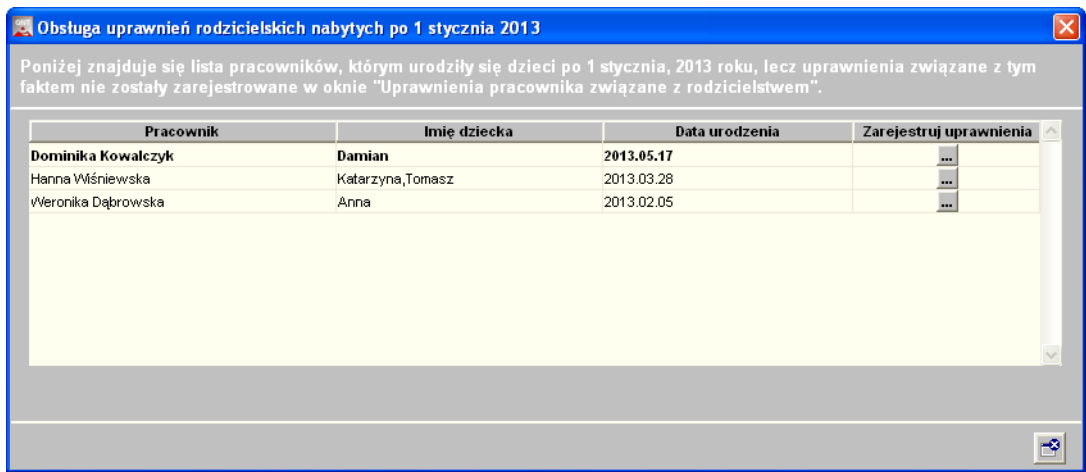 Obsługa uprawnień rodzicielskich nabytych po 1 stycznia 2013
Poniżej znajduje się lista pracowników, którym urodziły się dzieci po 1 stycznia, 2013 roku, lecz uprawnienia związane z tym
faktem nie zostały zarejestrowane w oknie "Uprawnienia pracownika związane z rodzicielstwem".
Pracownik Imię dziecka Data urodzenia Zarejestruj uprawnienia
Dominika Kowalczyk Damian 2013.05.17 ...
Hanna Wiśniewska Katarzyna,Tomasz 2013.03.28 ...
Weronika Dąbrowska Anna 2013.02.05 ...